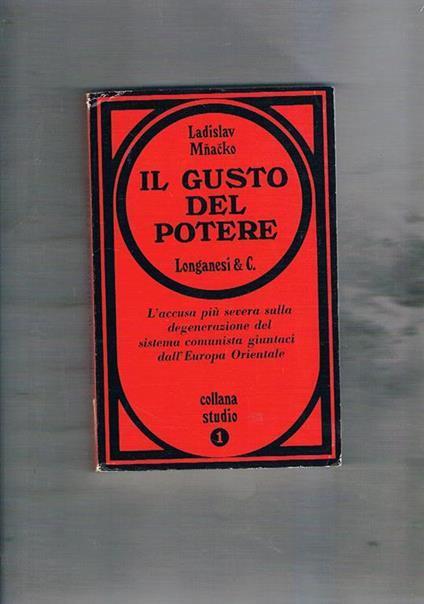 Ladislav
Mňačko
IL GUSTO
DEL
POTERE
Longanesi & C.
L'accusa più severa sulla
degenerazione del
sistema comunista giuntaci
dall'Europa Orientale
collana
studio
1